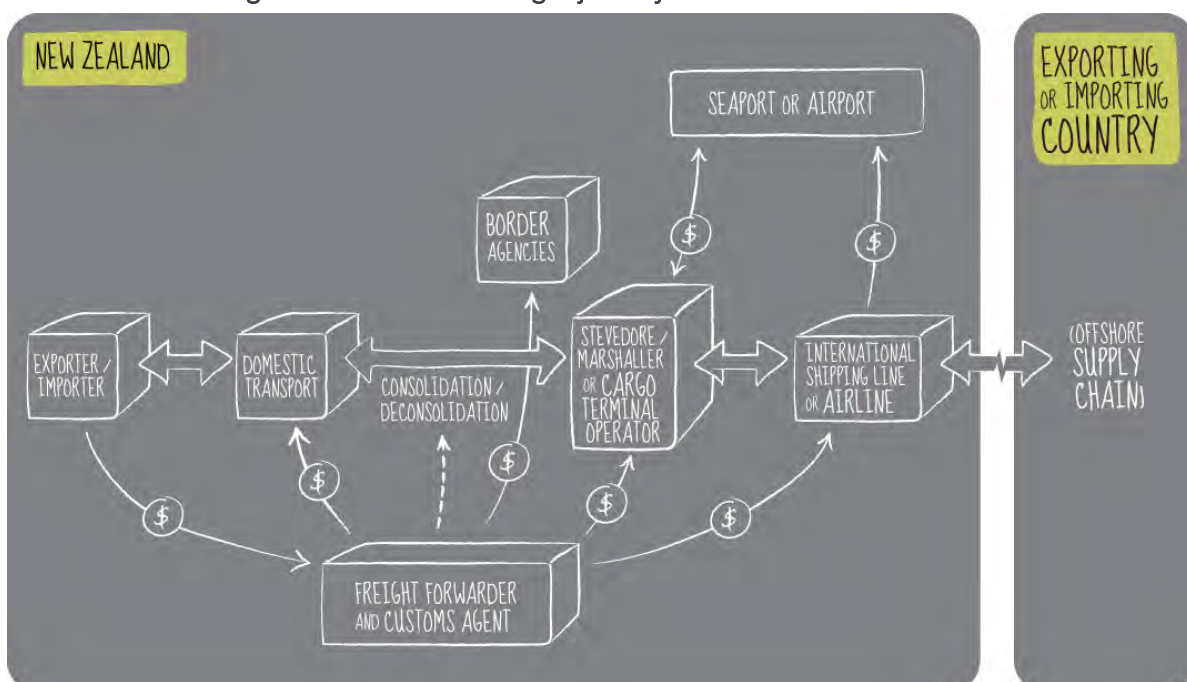 NEW ZEALAND
EXPORTING
OR IMPORTING
COUNTRY
SEAPORT OR AIRPORT
BORDER
AGENCIES
$
$
EXPORTER /
IMPORTER
DOMESTIC
TRANSPORT
CONSOLIDATION /
DECONSOLIDATION
STEVEDORE /
MARSHALLER
OR CARGO
TERMINAL
OPERATOR
INTERNATIONAL
SHIPPING LINE
OR AIRLINE
(OFFSHORE
SUPPLY
CHAIN)
$
$
$
$
$
FREIGHT FORWARDER
AND CUSTOMS AGENT